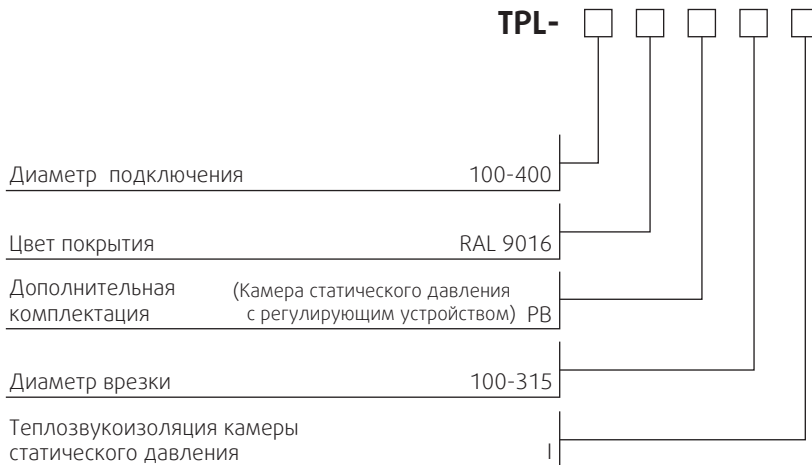 TPL-
Диаметр подключения 100-400
Цвет покрытия RAL 9016
Дополнительная (Камера статического давления
комплектация с регулирующим устройством) PB
Диаметр врезки 100-315
Теплозвукоизоляция камеры
статического давления I